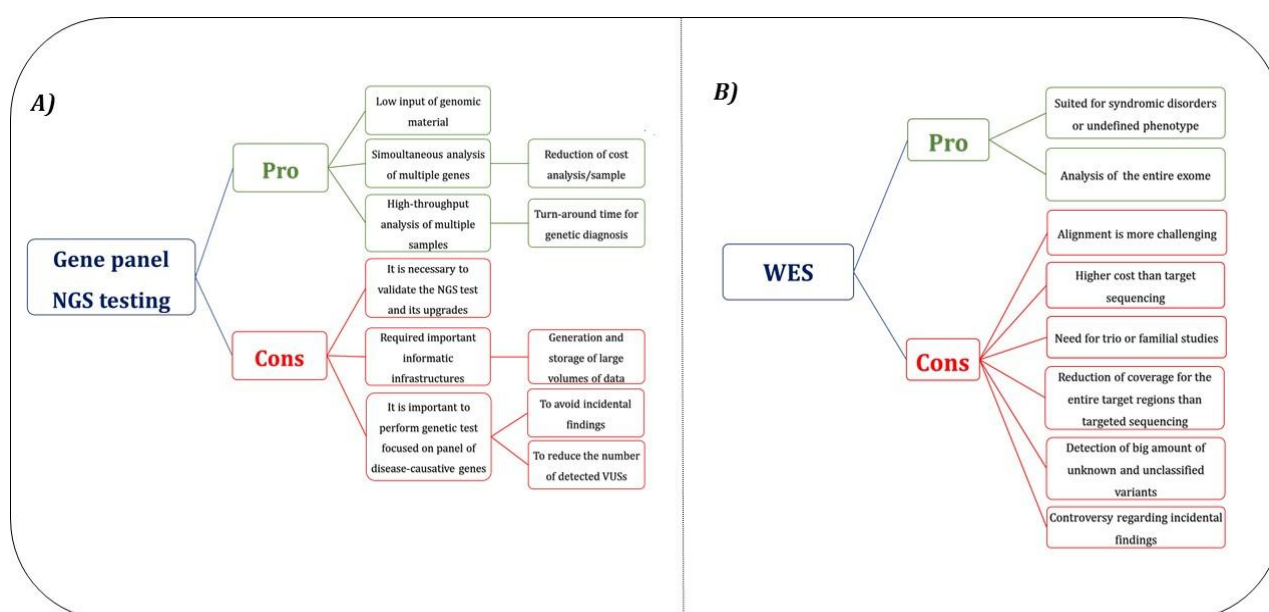 A)
Gene panel
NGS testing
Pro
Low input of genomic
material
Simoultaneous analysis
of multiple genes
Reduction of cost
analysis/sample
High-throughput
analysis of multiple
samples
Turn-around time for
genetic diagnosis
Cons
It is necessary to
validate the NGS test
and its upgrades
Required important
informatic
infrastructures
Generation and
storage of large
volumes of data
It is important to
perform genetic test
focused on panel of
disease-causative genes
To avoid incidental
findings
To reduce the number
of detected VUSs
B)
WES
Pro
Suited for syndromic disorders
or undefined phenotype
Analysis of the entire exome
Cons
Alignment is more challenging
Higher cost than target
sequencing
Need for trio or familial studies
Reduction of coverage for the
entire target regions than
targeted sequencing
Detection of big amount of
unknown and unclassified
variants
Controversy regarding incidental
findings